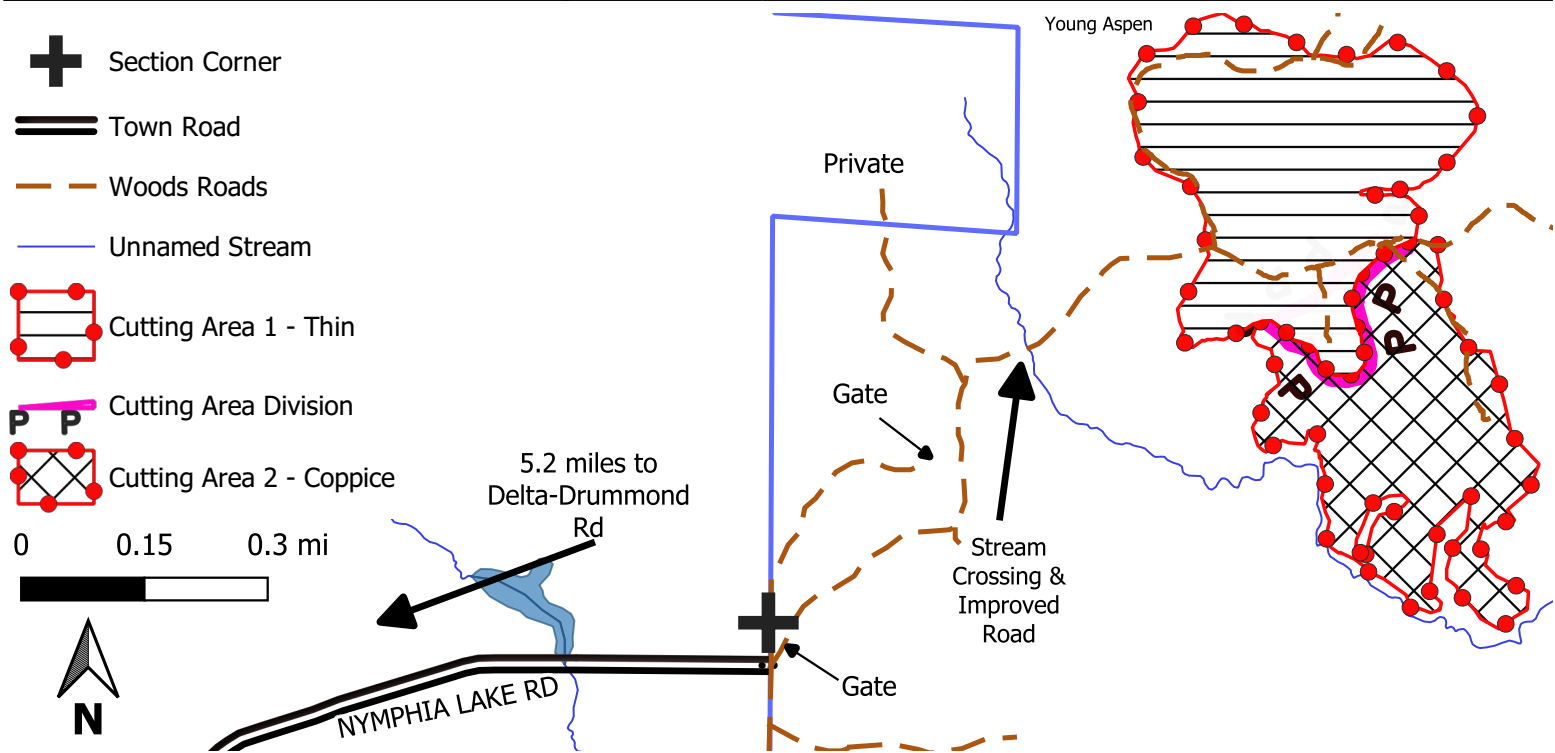 Section Corner
Town Road
Woods Roads
Unnamed Stream
Cutting Area 1 - Thin
Cutting Area Division
P P
Cutting Area 2 - Coppice
0 0.15 0.3 mi
N
5.2 miles to
Delta-Drummond
Rd
NYMPHIA LAKE RD
Private
Gate
Stream
Crossing &
Improved
Road
Gate
Young Aspen
P
P
P